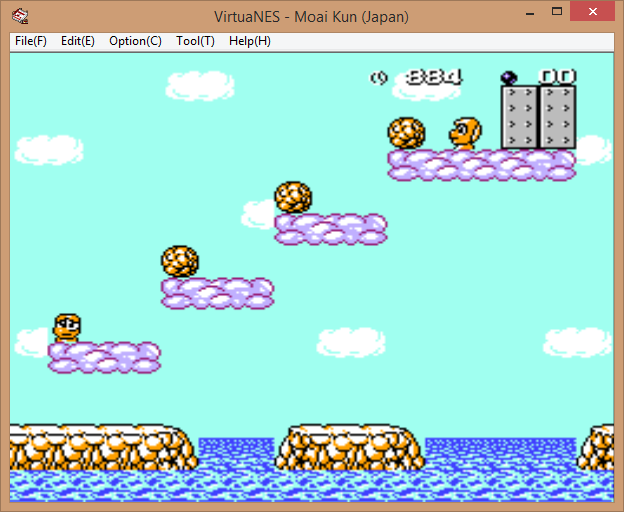 VirtuaNES - Moai Kun (Japan)
File(F) Edit(E) Option(C) Tool(T) Help(H)
884 00